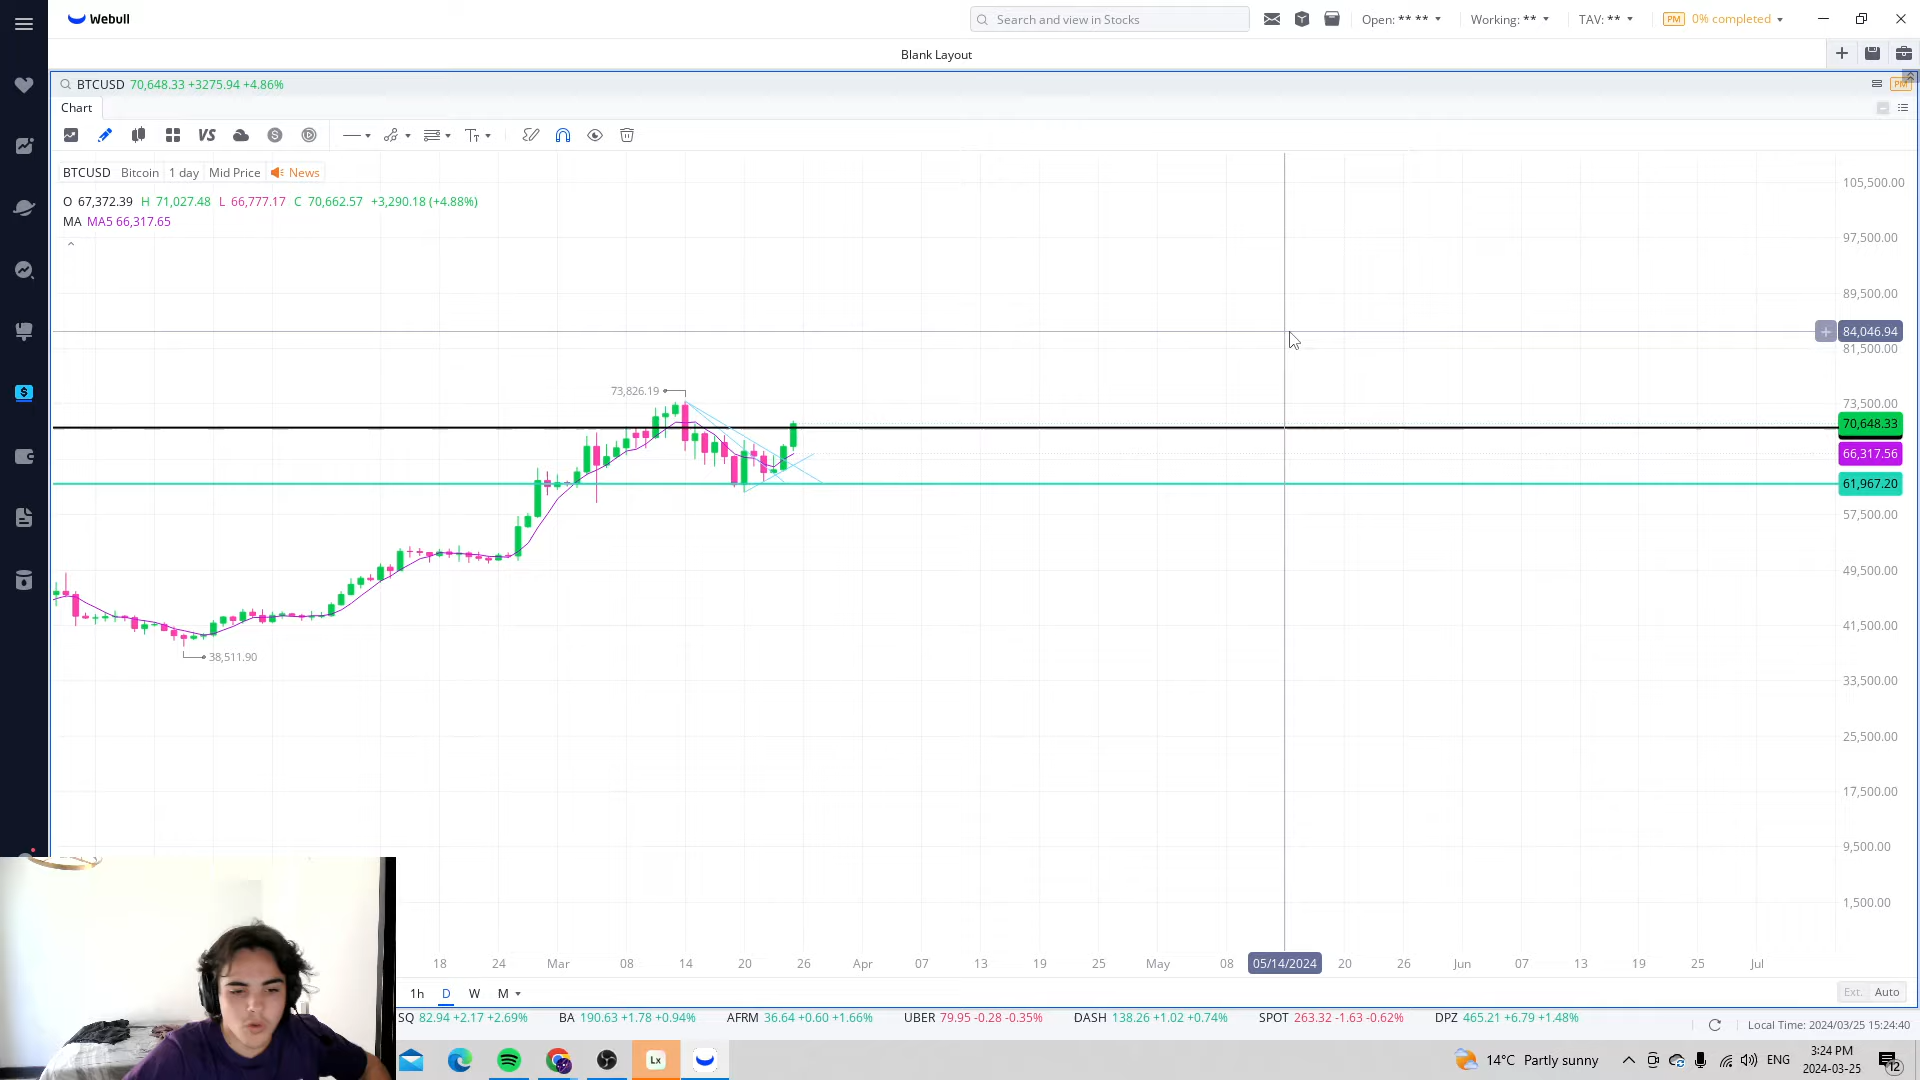 Webull
Search and view in Stocks
Open: ** **
Working: **
TAV: **
PM 0% completed
Blank Layout
BTCUSD 70,648.33 +3275.94 +4.86%
PM
Chart
VS
S
BTCUSD Bitcoin 1 day Mid Price News
O 67,372.39 H 71,027.48 L 66,777.17 C 70,662.57 +3,290.18 (+4.88%)
MA MA5 66,317.65
105,500.00
97,500.00
89,500.00
84,046.94
81,500.00
73,826.19
73,500.00
70,648.33
66,317.56
61,967.20
57,500.00
49,500.00
41,500.00
38,511.90
33,500.00
25,500.00
17,500.00
9,500.00
1,500.00
18 24 Mar 08 14 20 26 Apr 07 13 19 25 May 08 05/14/2024 20 26 Jun 07 13 19 25 Jul
1h D W M
Ext. Auto
SQ 82.94 +2.17 +2.69% BA 190.63 +1.78 +0.94% AFRM 36.64 +0.60 +1.66% UBER 79.95 -0.28 -0.35% DASH 138.26 +1.02 +0.74% SPOT 263.32 -1.63 -0.62% DPZ 465.21 +6.79 +1.48%
Local Time: 2024/03/25 15:24:40
Lx
14°C Partly sunny
ENG
3:24 PM
2024-03-25
12